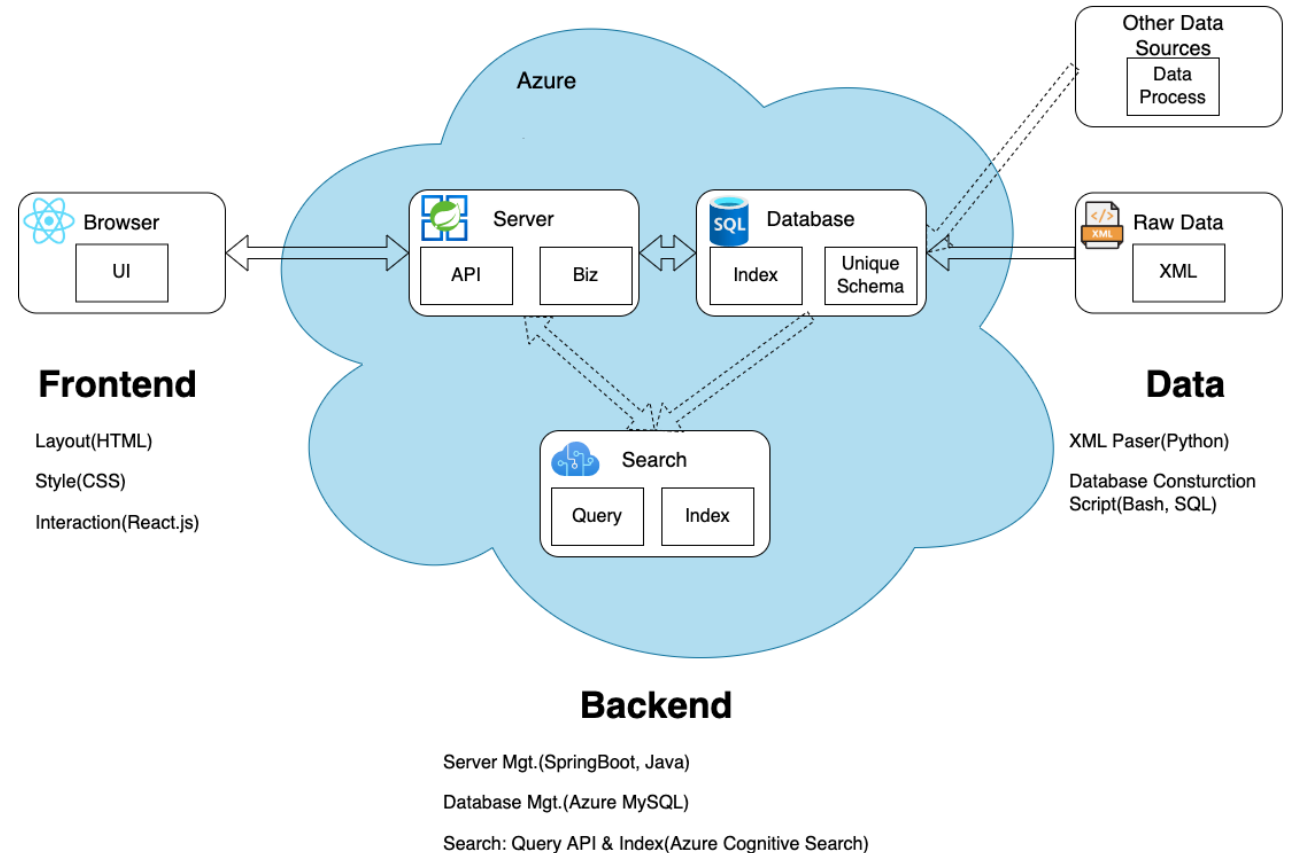 Other Data
Sources
Data
Process
Azure
Browser
UI
Server
API
Biz
SQL
Database
Index
Unique
Schema
</>
XML
Raw Data
XML
Frontend
Layout(HTML)
Style(CSS)
Interaction(React.js)
Search
Query
Index
Data
XML Paser(Python)
Database Consturction
Script(Bash, SQL)
Backend
Server Mgt.(SpringBoot, Java)
Database Mgt.(Azure MySQL)
Search: Query API & Index(Azure Cognitive Search)